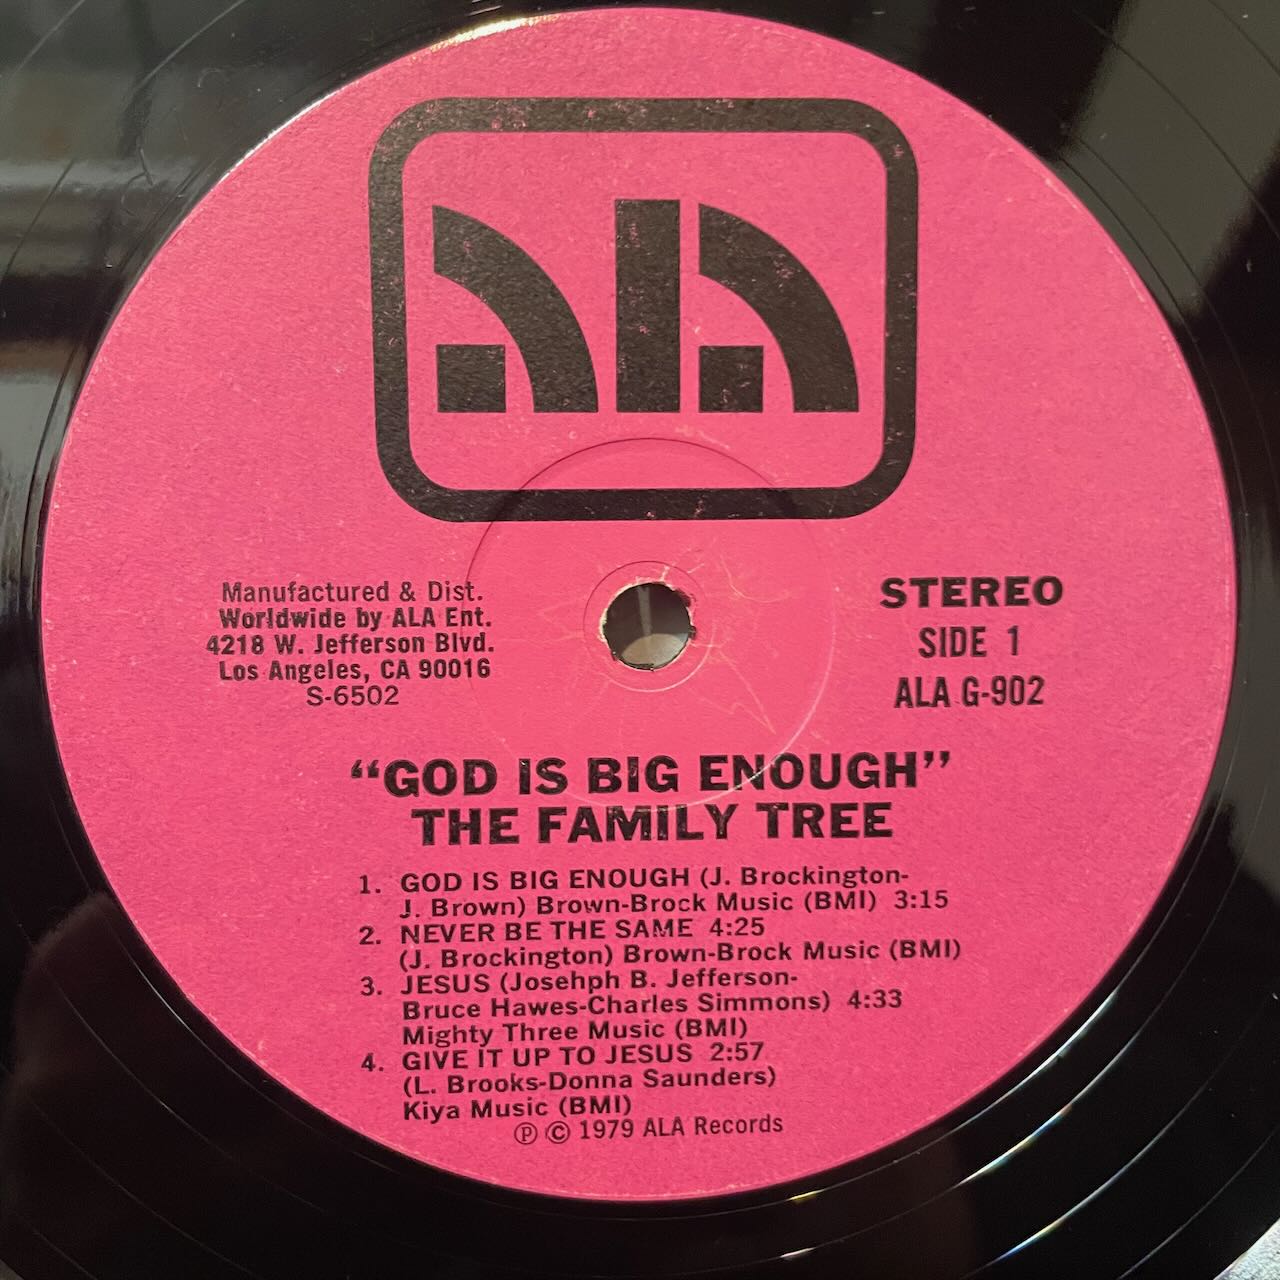 ala
Manufactured & Dist.
Worldwide by ALA Ent.
4218 W. Jefferson Blvd.
Los Angeles, CA 90016
S-6502
STEREO
SIDE 1
ALA G-902
“GOD IS BIG ENOUGH”
THE FAMILY TREE
1. GOD IS BIG ENOUGH (J. Brockington-
J. Brown) Brown-Brock Music (BMI) 3:15
2. NEVER BE THE SAME 4:25
(J. Brockington) Brown-Brock Music (BMI)
3. JESUS (Josehph B. Jefferson-
Bruce Hawes-Charles Simmons) 4:33
Mighty Three Music (BMI)
4. GIVE IT UP TO JESUS 2:57
(L. Brooks-Donna Saunders)
Kiya Music (BMI)
℗ © 1979 ALA Records